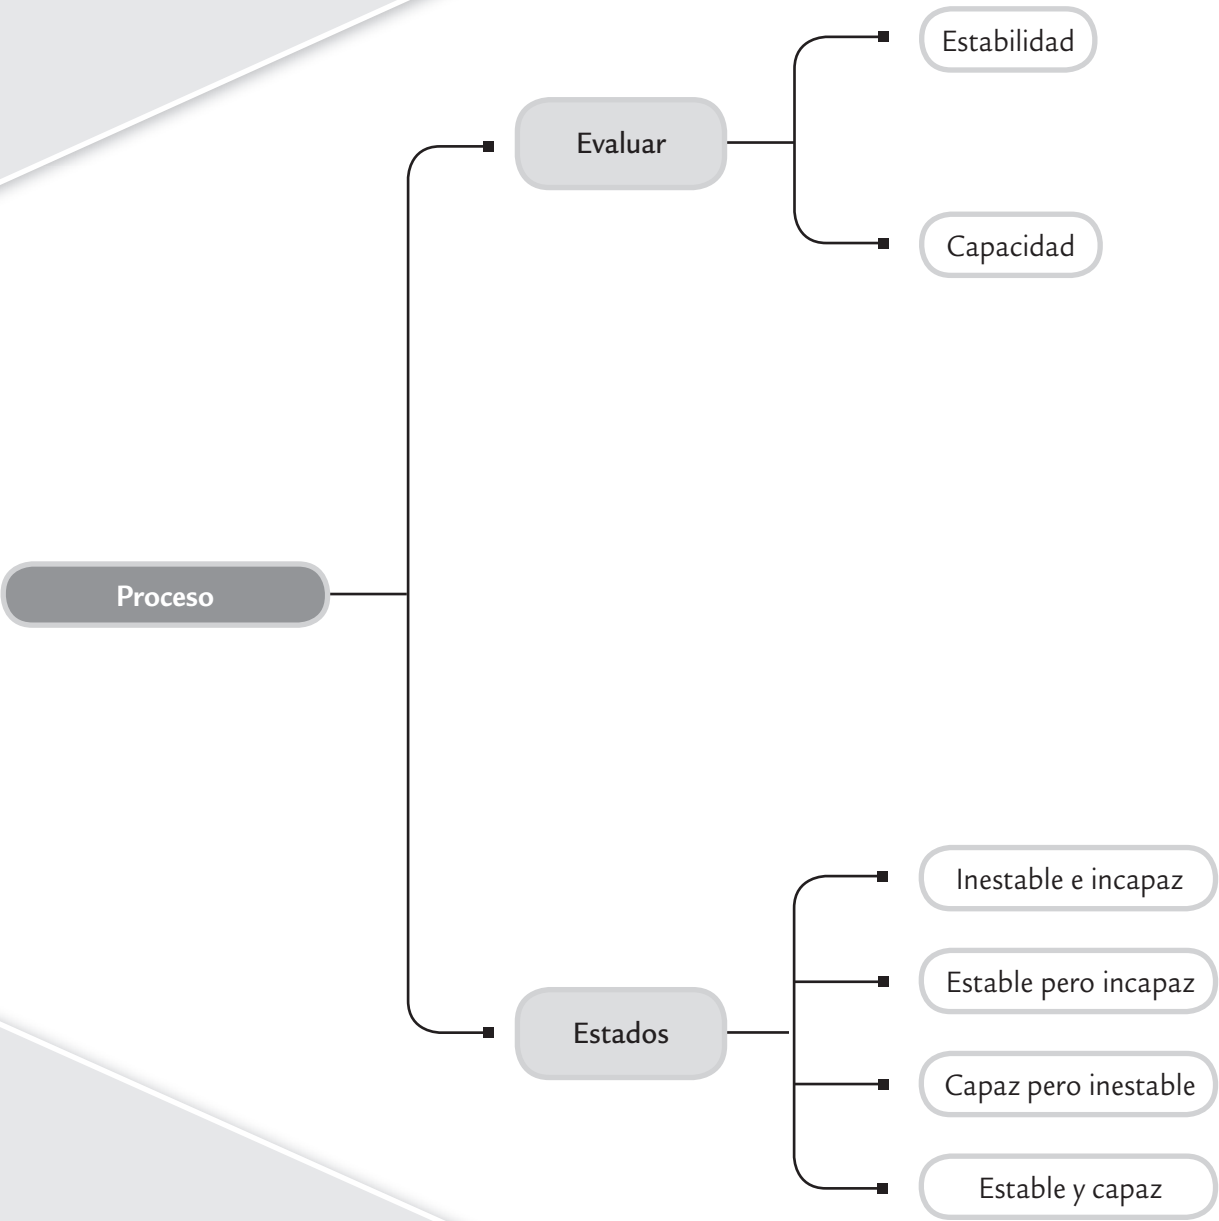 Proceso
Evaluar
Estabilidad
Capacidad
Estados
Inestable e incapaz
Estable pero incapaz
Capaz pero inestable
Estable y capaz